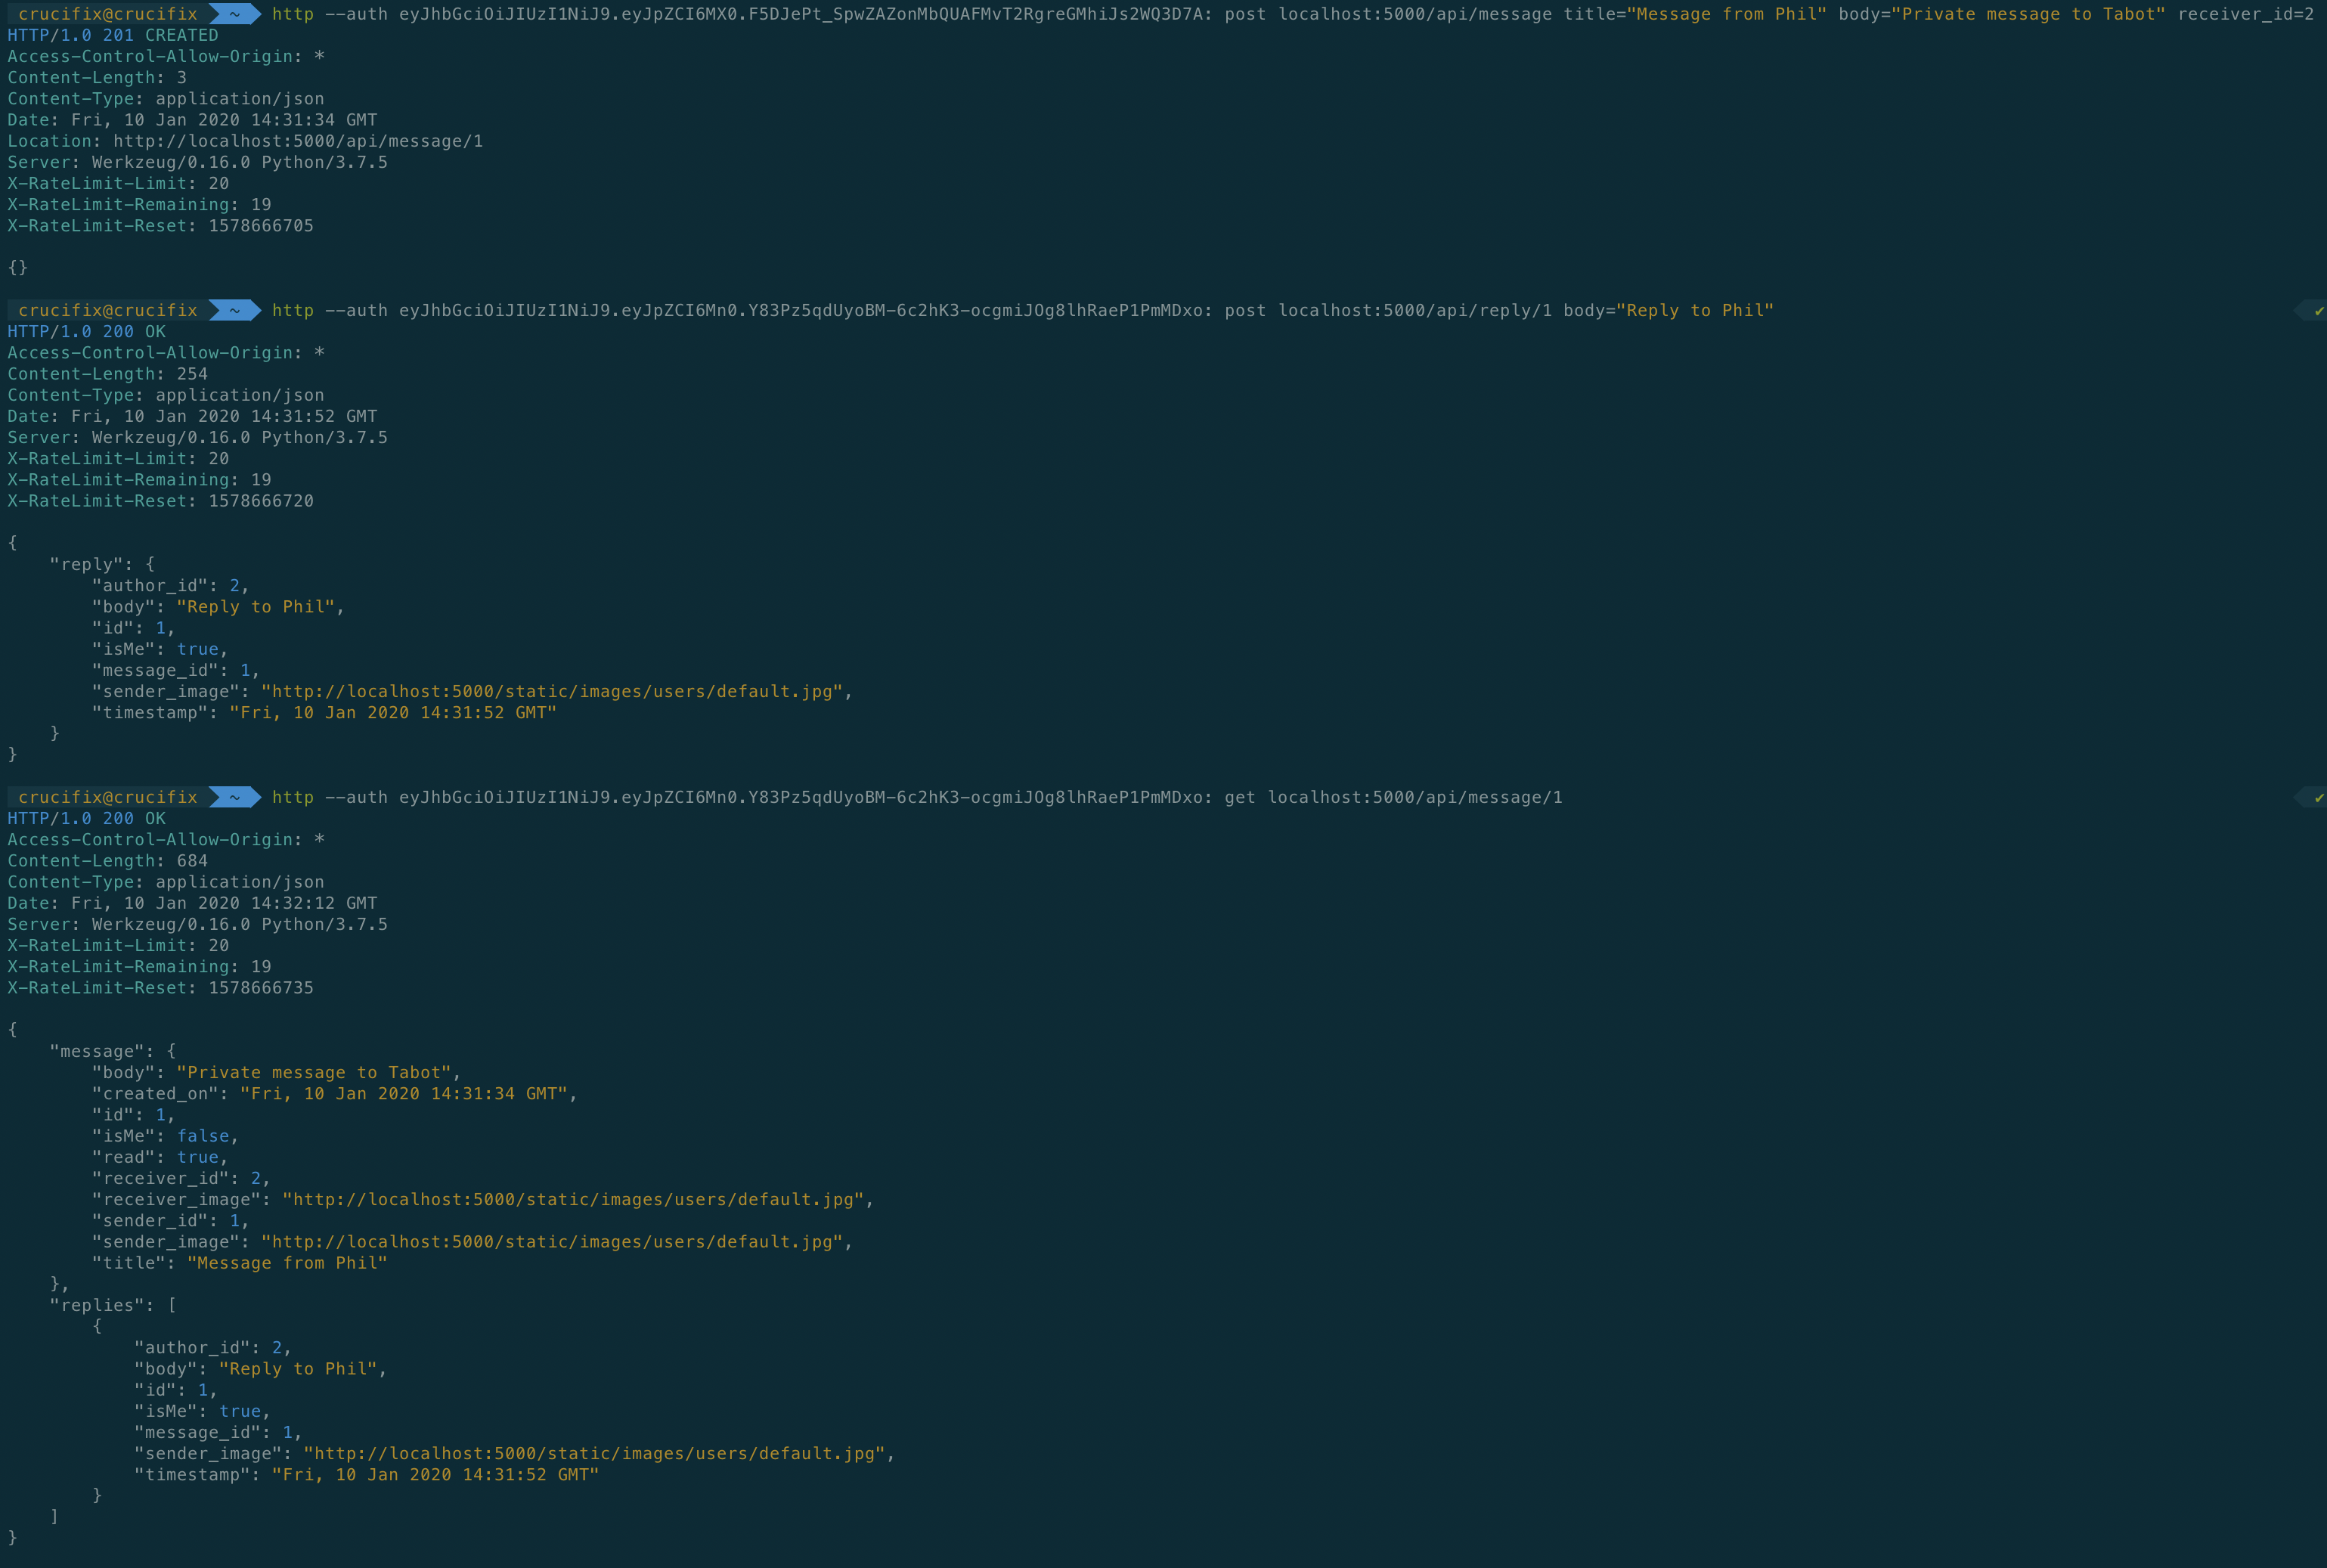 crucifix@crucifix ~ http --auth eyJhbGciOiJIUzI1NiJ9.eyJpZCI6MX0.F5DJePt_SpwZAZonMbQUAFMvT2RgreGMhiJs2WQ3D7A: post localhost:5000/api/message title="Message from Phil" body="Private message to Tabot" receiver_id=2
HTTP/1.0 201 CREATED
Access-Control-Allow-Origin: *
Content-Length: 3
Content-Type: application/json
Date: Fri, 10 Jan 2020 14:31:34 GMT
Location: http://localhost:5000/api/message/1
Server: Werkzeug/0.16.0 Python/3.7.5
X-RateLimit-Limit: 20
X-RateLimit-Remaining: 19
X-RateLimit-Reset: 1578666705

{}

crucifix@crucifix ~ http --auth eyJhbGciOiJIUzI1NiJ9.eyJpZCI6Mn0.Y83Pz5qdUyoBM-6c2hK3-ocgmiJOg8lhRaeP1PmMDxo: post localhost:5000/api/reply/1 body="Reply to Phil" ✔
HTTP/1.0 200 OK
Access-Control-Allow-Origin: *
Content-Length: 254
Content-Type: application/json
Date: Fri, 10 Jan 2020 14:31:52 GMT
Server: Werkzeug/0.16.0 Python/3.7.5
X-RateLimit-Limit: 20
X-RateLimit-Remaining: 19
X-RateLimit-Reset: 1578666720

{
    "reply": {
        "author_id": 2,
        "body": "Reply to Phil",
        "id": 1,
        "isMe": true,
        "message_id": 1,
        "sender_image": "http://localhost:5000/static/images/users/default.jpg",
        "timestamp": "Fri, 10 Jan 2020 14:31:52 GMT"
    }
}

crucifix@crucifix ~ http --auth eyJhbGciOiJIUzI1NiJ9.eyJpZCI6Mn0.Y83Pz5qdUyoBM-6c2hK3-ocgmiJOg8lhRaeP1PmMDxo: get localhost:5000/api/message/1 ✔
HTTP/1.0 200 OK
Access-Control-Allow-Origin: *
Content-Length: 684
Content-Type: application/json
Date: Fri, 10 Jan 2020 14:32:12 GMT
Server: Werkzeug/0.16.0 Python/3.7.5
X-RateLimit-Limit: 20
X-RateLimit-Remaining: 19
X-RateLimit-Reset: 1578666735

{
    "message": {
        "body": "Private message to Tabot",
        "created_on": "Fri, 10 Jan 2020 14:31:34 GMT",
        "id": 1,
        "isMe": false,
        "read": true,
        "receiver_id": 2,
        "receiver_image": "http://localhost:5000/static/images/users/default.jpg",
        "sender_id": 1,
        "sender_image": "http://localhost:5000/static/images/users/default.jpg",
        "title": "Message from Phil"
    },
    "replies": [
        {
            "author_id": 2,
            "body": "Reply to Phil",
            "id": 1,
            "isMe": true,
            "message_id": 1,
            "sender_image": "http://localhost:5000/static/images/users/default.jpg",
            "timestamp": "Fri, 10 Jan 2020 14:31:52 GMT"
        }
    ]
}